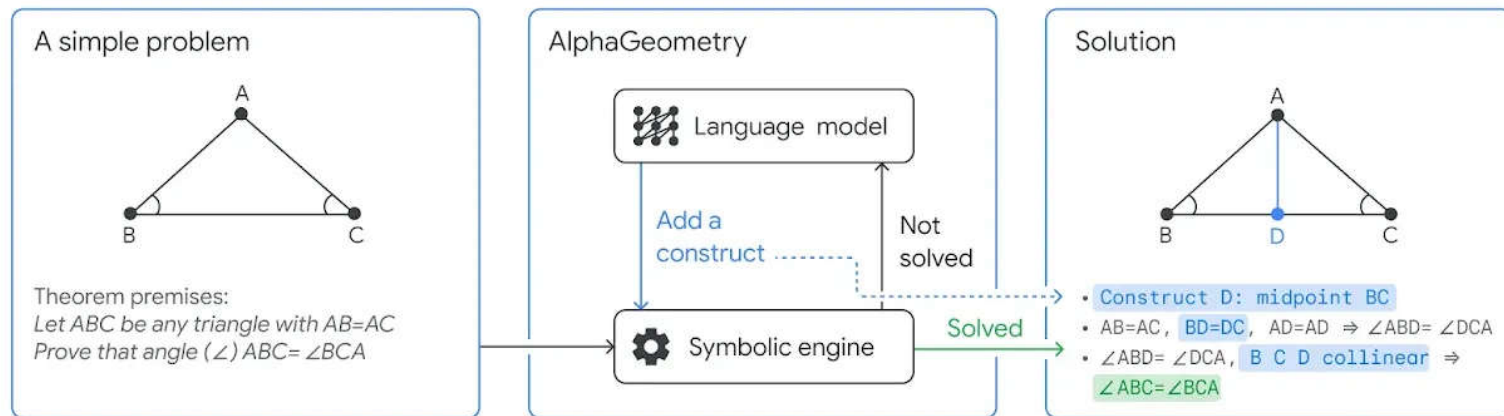 A simple problem
A
B
C
Theorem premises:
Let ABC be any triangle with AB=AC
Prove that angle (∠) ABC= ∠BCA
AlphaGeometry
Language model
Add a
construct
Not
solved
Symbolic engine
Solved
Solution
A
B
D
C
• Construct D: midpoint BC
• AB=AC, BD=DC, AD=AD ⇒ ∠ABD= ∠DCA
• ∠ABD= ∠DCA, B C D collinear ⇒
∠ABC=∠BCA